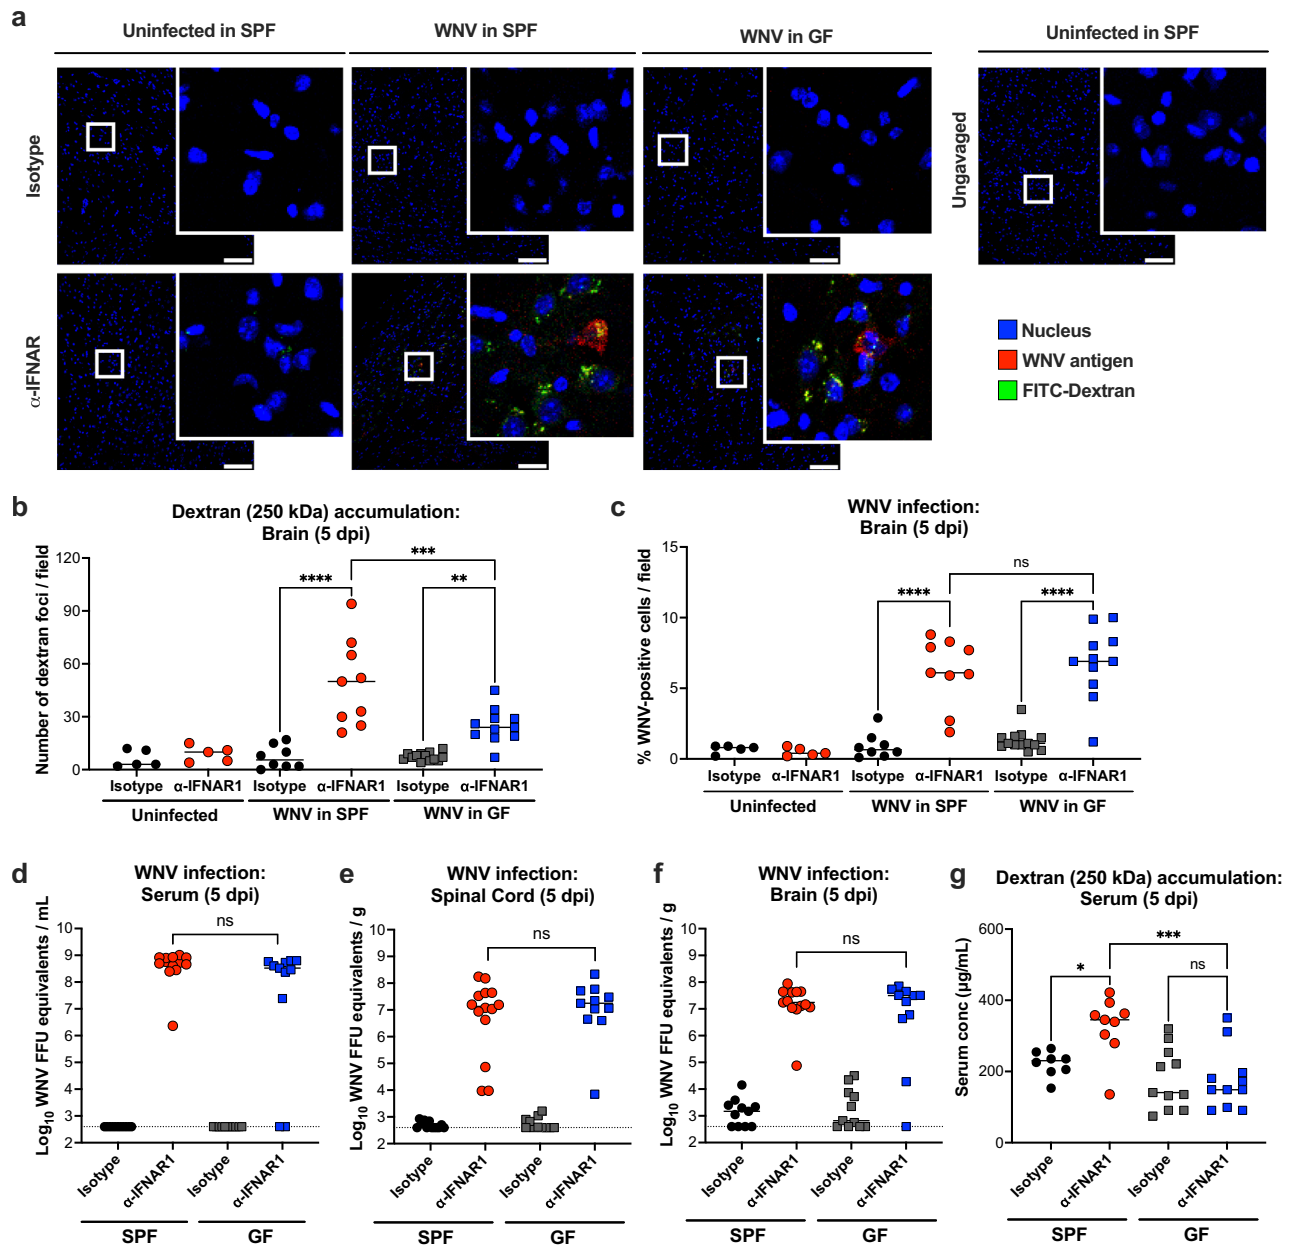 a
Uninfected in SPF
WNV in SPF
WNV in GF
Uninfected in SPF
Isotype
Ungavaged
α-IFNAR
Nucleus
WNV antigen
FITC-Dextran
b
Dextran (250 kDa) accumulation:
Brain (5 dpi)
Number of dextran foci / field
120
90
60
30
0
****
***
**
Isotype
α-IFNAR1
Isotype
α-IFNAR1
Isotype
α-IFNAR1
Uninfected
WNV in SPF
WNV in GF
c
WNV infection:
Brain (5 dpi)
% WNV-positive cells / field
15
10
5
0
****
ns
****
Isotype
α-IFNAR1
Isotype
α-IFNAR1
Isotype
α-IFNAR1
Uninfected
WNV in SPF
WNV in GF
d
WNV infection:
Serum (5 dpi)
Log10 WNV FFU equivalents / mL
10
9
8
7
6
5
4
3
2
ns
Isotype
α-IFNAR1
Isotype
α-IFNAR1
SPF
GF
e
WNV infection:
Spinal Cord (5 dpi)
Log10 WNV FFU equivalents / g
10
9
8
7
6
5
4
3
2
ns
Isotype
α-IFNAR1
Isotype
α-IFNAR1
SPF
GF
f
WNV infection:
Brain (5 dpi)
Log10 WNV FFU equivalents / g
10
9
8
7
6
5
4
3
2
ns
Isotype
α-IFNAR1
Isotype
α-IFNAR1
SPF
GF
g
Dextran (250 kDa) accumulation:
Serum (5 dpi)
Serum conc (μg/mL)
600
400
200
0
*
***
ns
Isotype
α-IFNAR1
Isotype
α-IFNAR1
SPF
GF